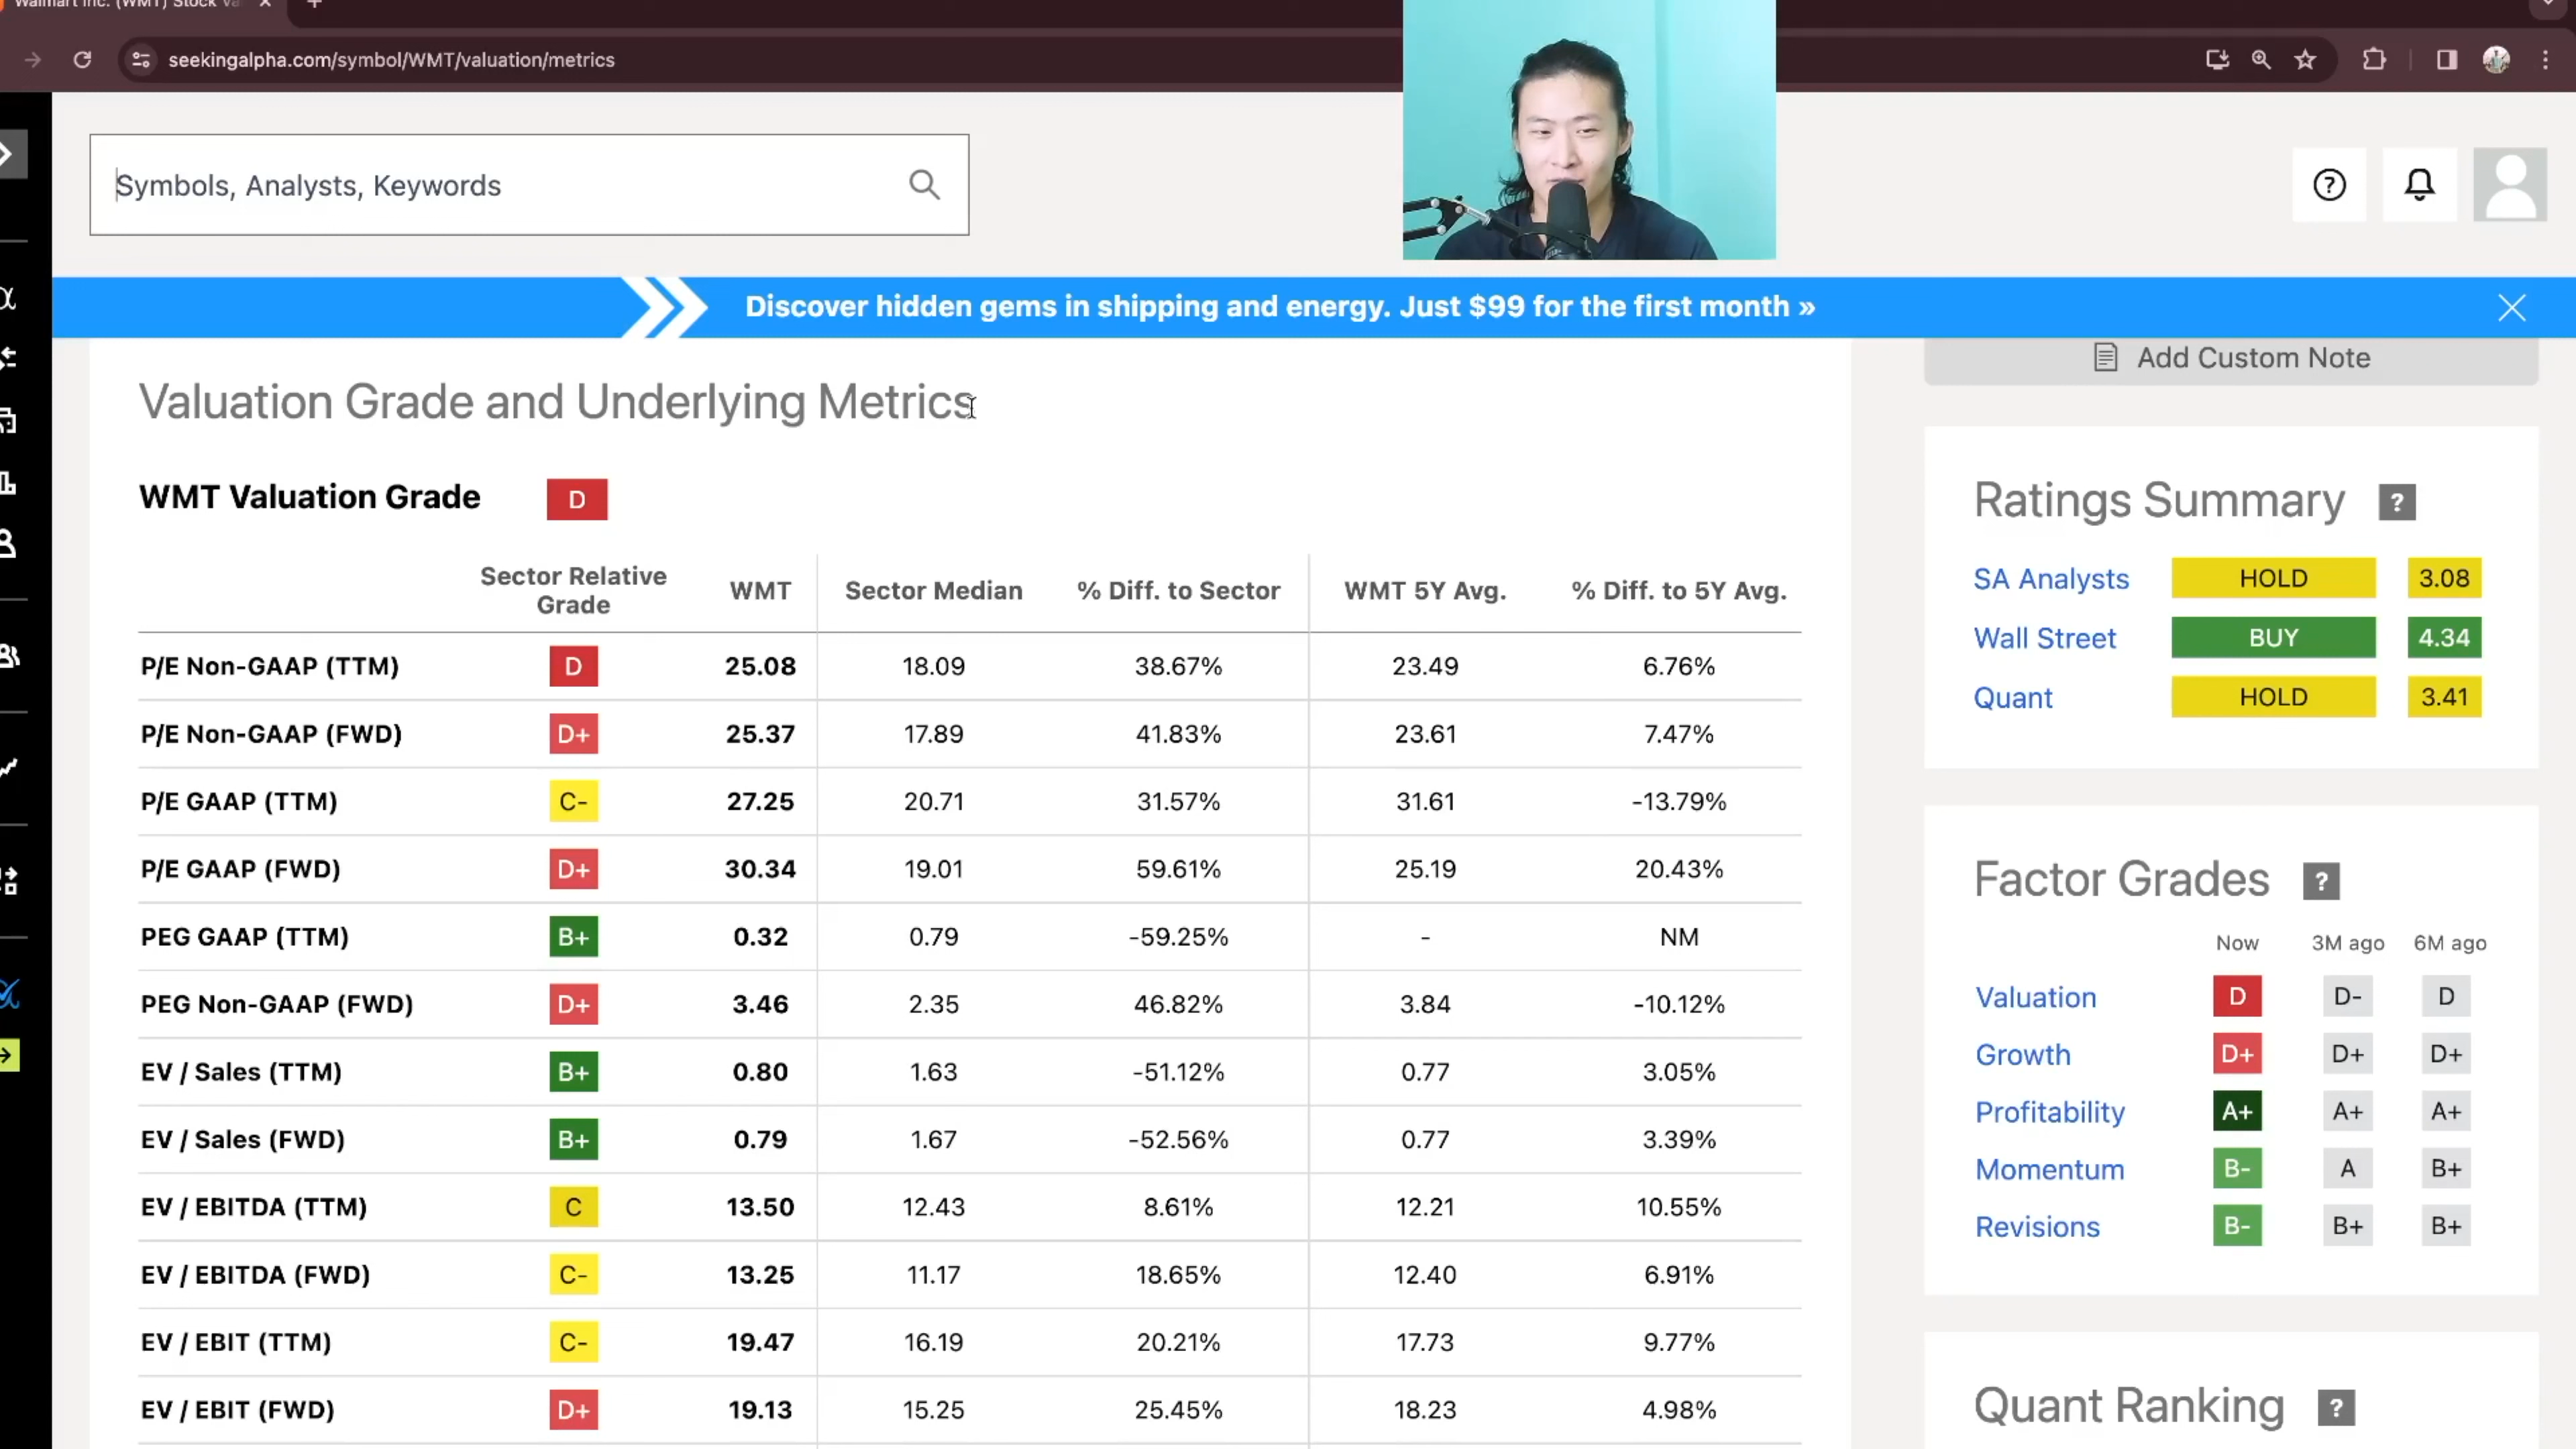 Walmart Inc. (WMT) Stock Va
seekingalpha.com/symbol/WMT/valuation/metrics
Symbols, Analysts, Keywords
Discover hidden gems in shipping and energy. Just $99 for the first month »
Valuation Grade and Underlying Metrics
WMT Valuation Grade D
Sector Relative Grade WMT Sector Median % Diff. to Sector WMT 5Y Avg. % Diff. to 5Y Avg.
P/E Non-GAAP (TTM) D 25.08 18.09 38.67% 23.49 6.76%
P/E Non-GAAP (FWD) D+ 25.37 17.89 41.83% 23.61 7.47%
P/E GAAP (TTM) C- 27.25 20.71 31.57% 31.61 -13.79%
P/E GAAP (FWD) D+ 30.34 19.01 59.61% 25.19 20.43%
PEG GAAP (TTM) B+ 0.32 0.79 -59.25% - NM
PEG Non-GAAP (FWD) D+ 3.46 2.35 46.82% 3.84 -10.12%
EV / Sales (TTM) B+ 0.80 1.63 -51.12% 0.77 3.05%
EV / Sales (FWD) B+ 0.79 1.67 -52.56% 0.77 3.39%
EV / EBITDA (TTM) C 13.50 12.43 8.61% 12.21 10.55%
EV / EBITDA (FWD) C- 13.25 11.17 18.65% 12.40 6.91%
EV / EBIT (TTM) C- 19.47 16.19 20.21% 17.73 9.77%
EV / EBIT (FWD) D+ 19.13 15.25 25.45% 18.23 4.98%
Add Custom Note
Ratings Summary ?
SA Analysts HOLD 3.08
Wall Street BUY 4.34
Quant HOLD 3.41
Factor Grades ?
Now 3M ago 6M ago
Valuation D D- D
Growth D+ D+ D+
Profitability A+ A+ A+
Momentum B- A B+
Revisions B- B+ B+
Quant Ranking ?